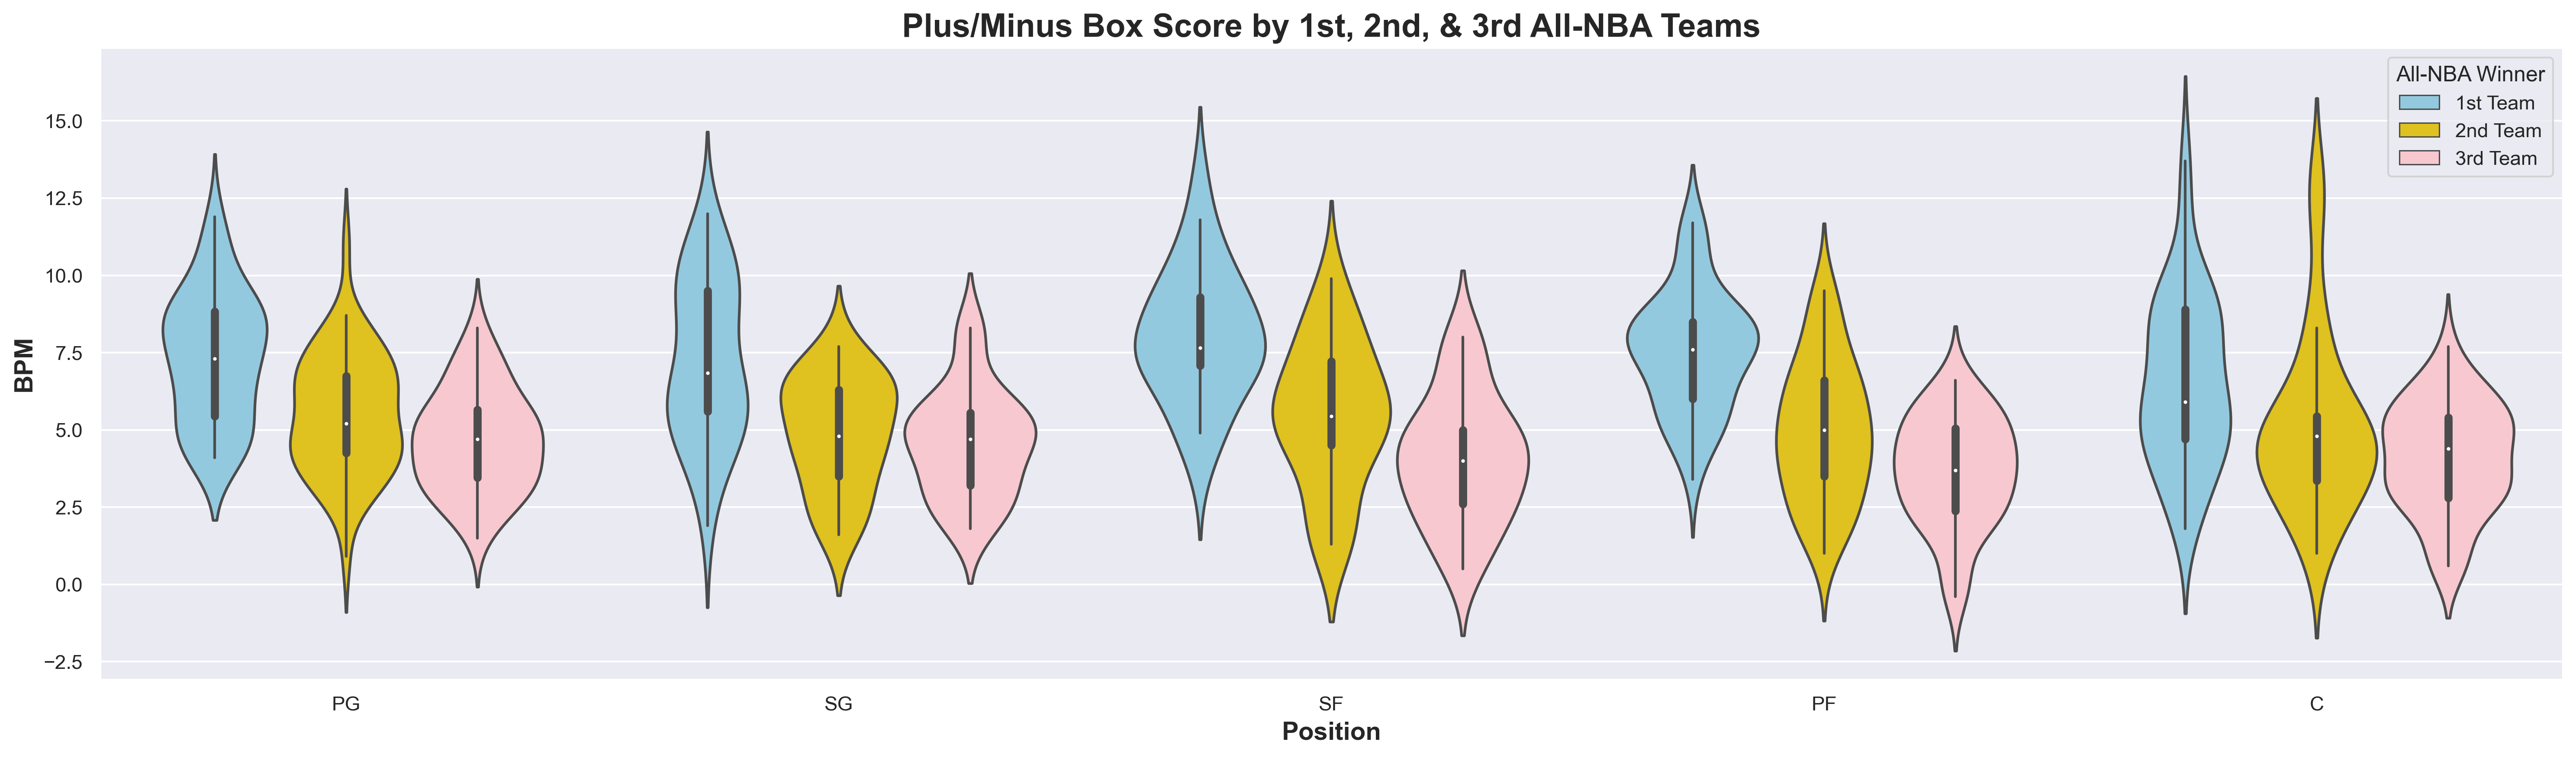 Plus/Minus Box Score by 1st, 2nd, & 3rd All-NBA Teams
All-NBA Winner
1st Team
2nd Team
3rd Team
BPM
15.0
12.5
10.0
7.5
5.0
2.5
0.0
−2.5
PG
SG
SF
PF
C
Position